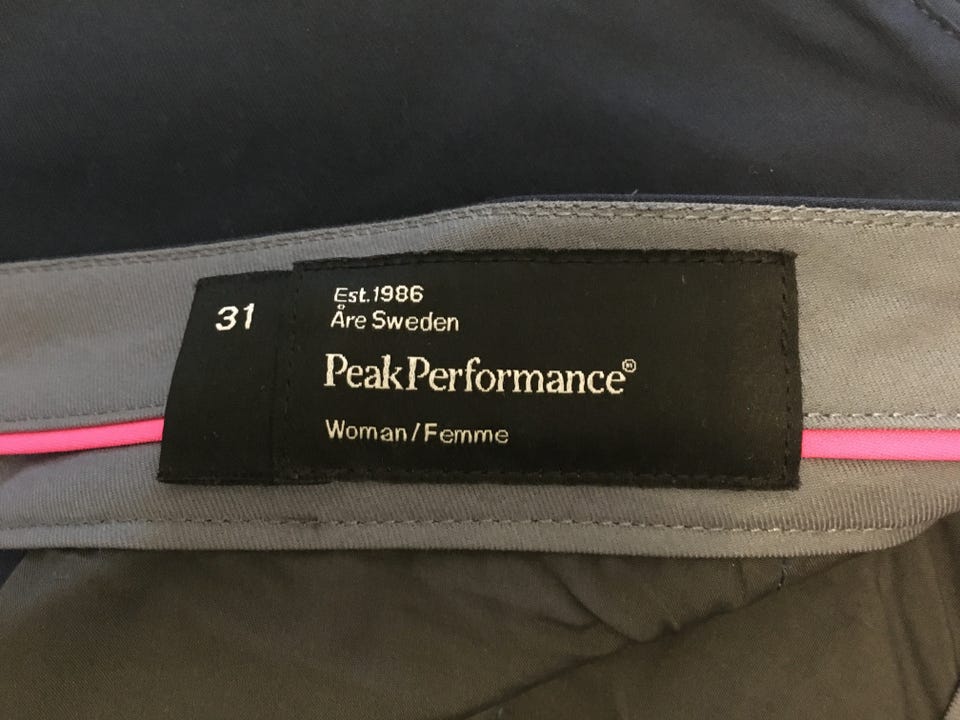 31
Est.1986
Åre Sweden
PeakPerformance®
Woman/Femme